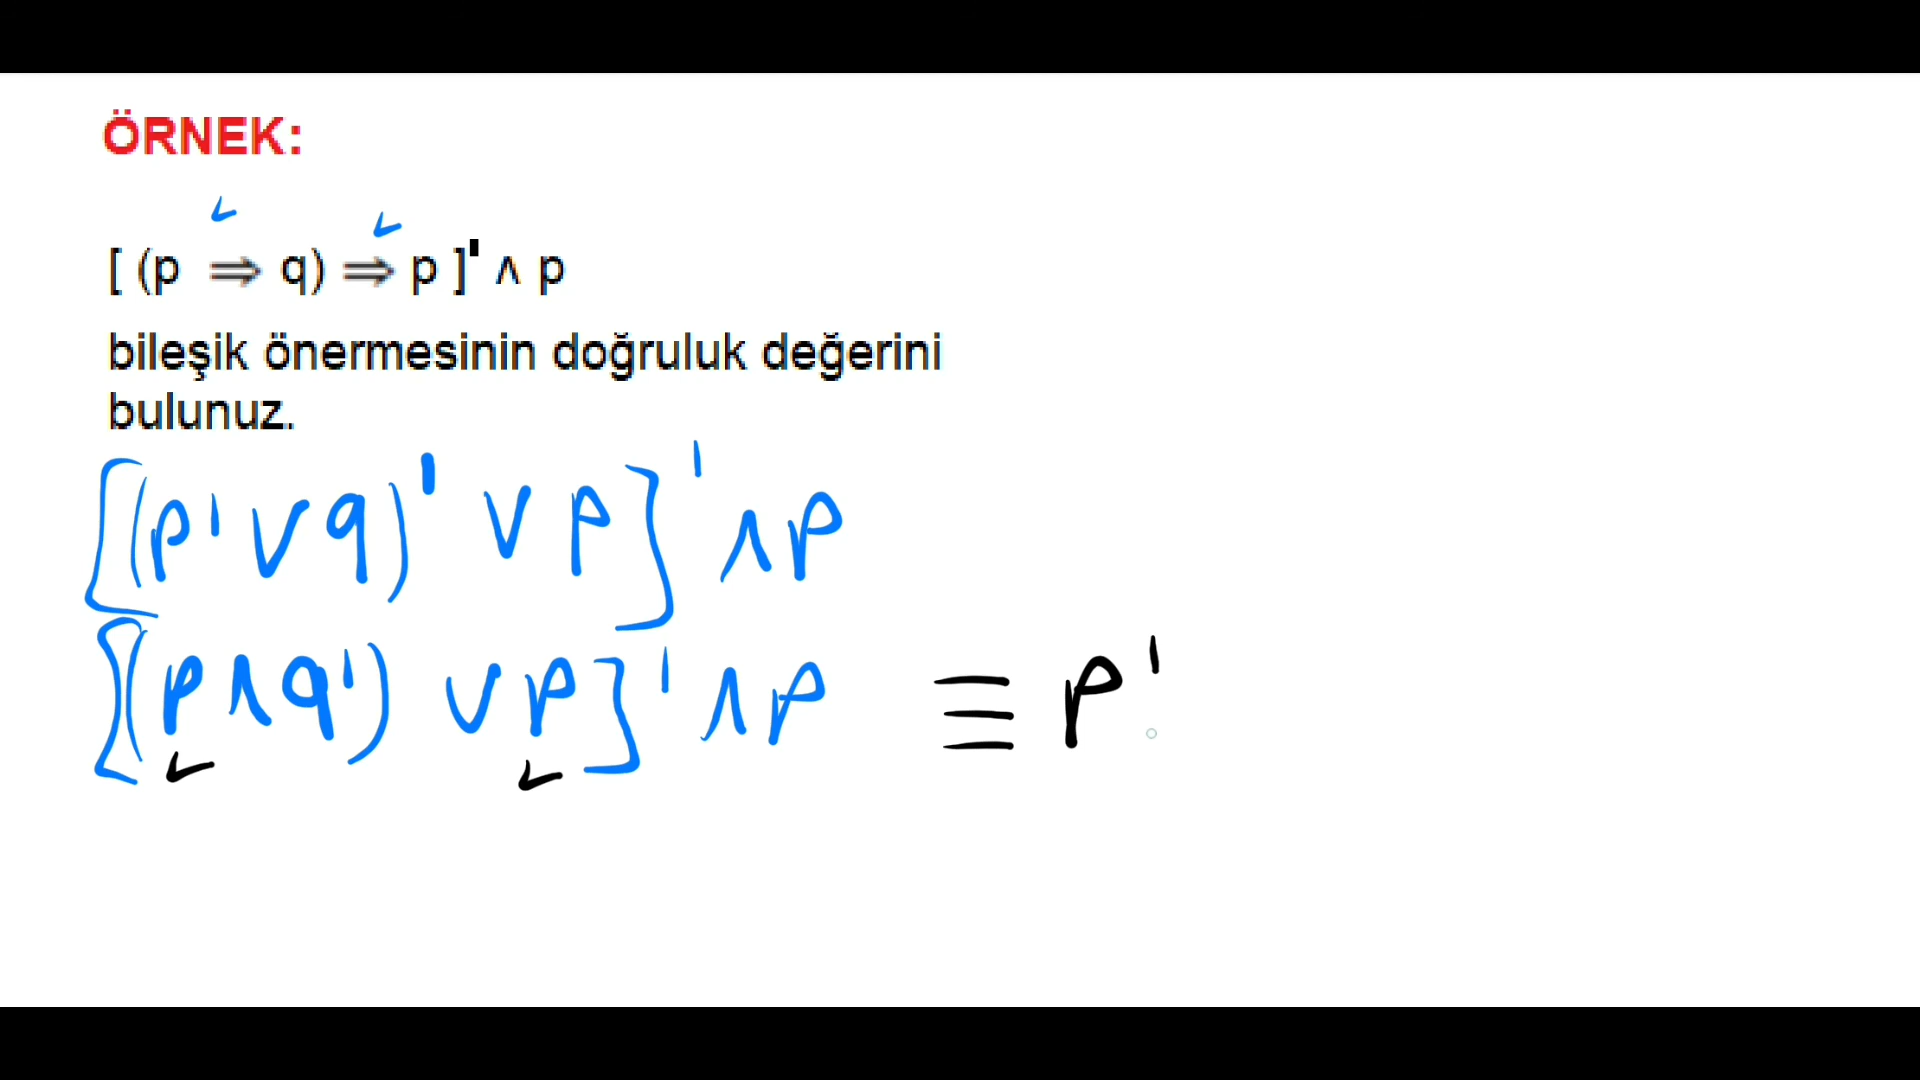 ÖRNEK:
[ (p ⇒ q) ⇒ p ]' ∧ p
bileşik önermesinin doğruluk değerini
bulunuz.
[(p' ∨ q)' ∨ p]' ∧ p
[(p ∧ q') ∨ p]' ∧ p ≡ p'